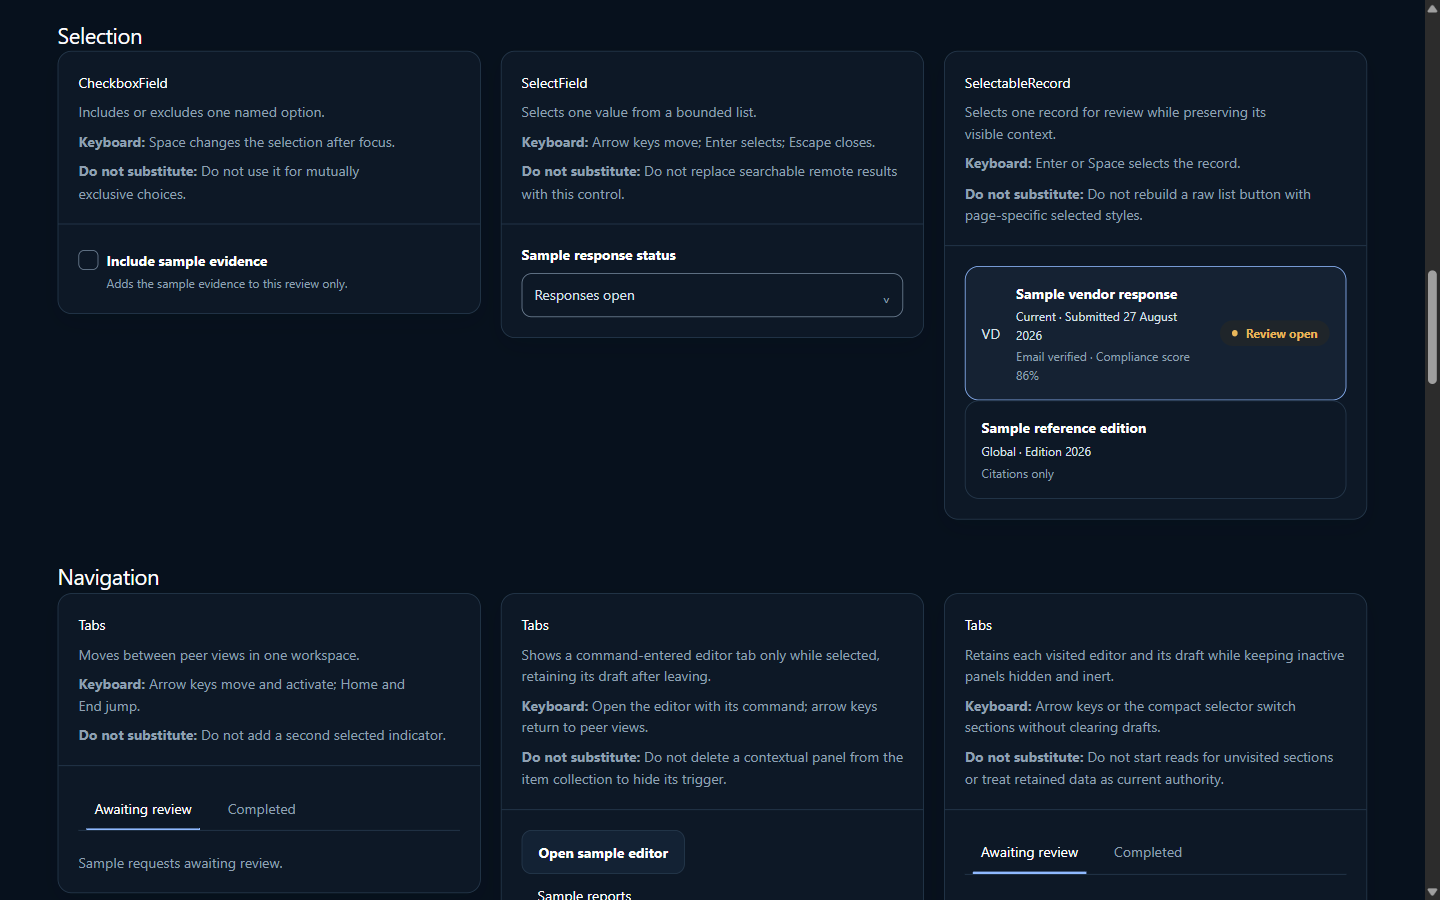 Selection
CheckboxField
Includes or excludes one named option.
Keyboard: Space changes the selection after focus.
Do not substitute: Do not use it for mutually
exclusive choices.
Include sample evidence
Adds the sample evidence to this review only.
SelectField
Selects one value from a bounded list.
Keyboard: Arrow keys move; Enter selects; Escape closes.
Do not substitute: Do not replace searchable remote results
with this control.
Sample response status
Responses open
v
SelectableRecord
Selects one record for review while preserving its
visible context.
Keyboard: Enter or Space selects the record.
Do not substitute: Do not rebuild a raw list button with
page-specific selected styles.
VD
Sample vendor response
Current · Submitted 27 August
2026
Email verified · Compliance score
86%
Review open
Sample reference edition
Global · Edition 2026
Citations only
Navigation
Tabs
Moves between peer views in one workspace.
Keyboard: Arrow keys move and activate; Home and
End jump.
Do not substitute: Do not add a second selected indicator.
Awaiting review
Completed
Sample requests awaiting review.
Tabs
Shows a command-entered editor tab only while selected,
retaining its draft after leaving.
Keyboard: Open the editor with its command; arrow keys
return to peer views.
Do not substitute: Do not delete a contextual panel from the
item collection to hide its trigger.
Open sample editor
Sample reports
Tabs
Retains each visited editor and its draft while keeping inactive
panels hidden and inert.
Keyboard: Arrow keys or the compact selector switch
sections without clearing drafts.
Do not substitute: Do not start reads for unvisited sections
or treat retained data as current authority.
Awaiting review
Completed